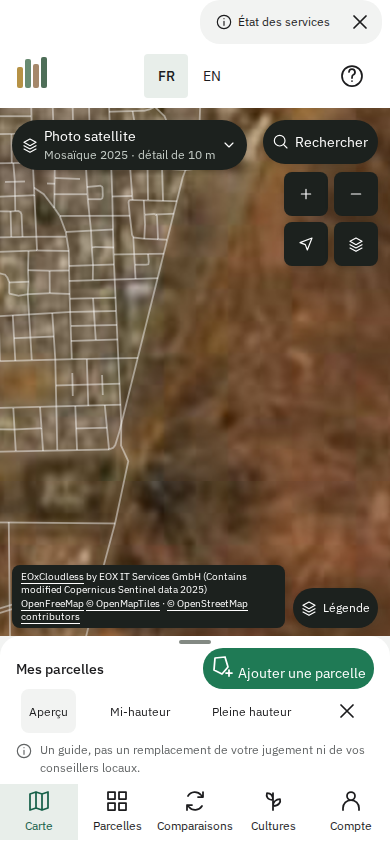 État des services
FR
EN
Photo satellite
Mosaïque 2025 · détail de 10 m
Rechercher
EOxCloudless by EOX IT Services GmbH (Contains
modified Copernicus Sentinel data 2025)
OpenFreeMap © OpenMapTiles · © OpenStreetMap
contributors
Légende
Mes parcelles
Ajouter une parcelle
Aperçu
Mi-hauteur
Pleine hauteur
Un guide, pas un remplacement de votre jugement ni de vos
conseillers locaux.
Carte
Parcelles
Comparaisons
Cultures
Compte